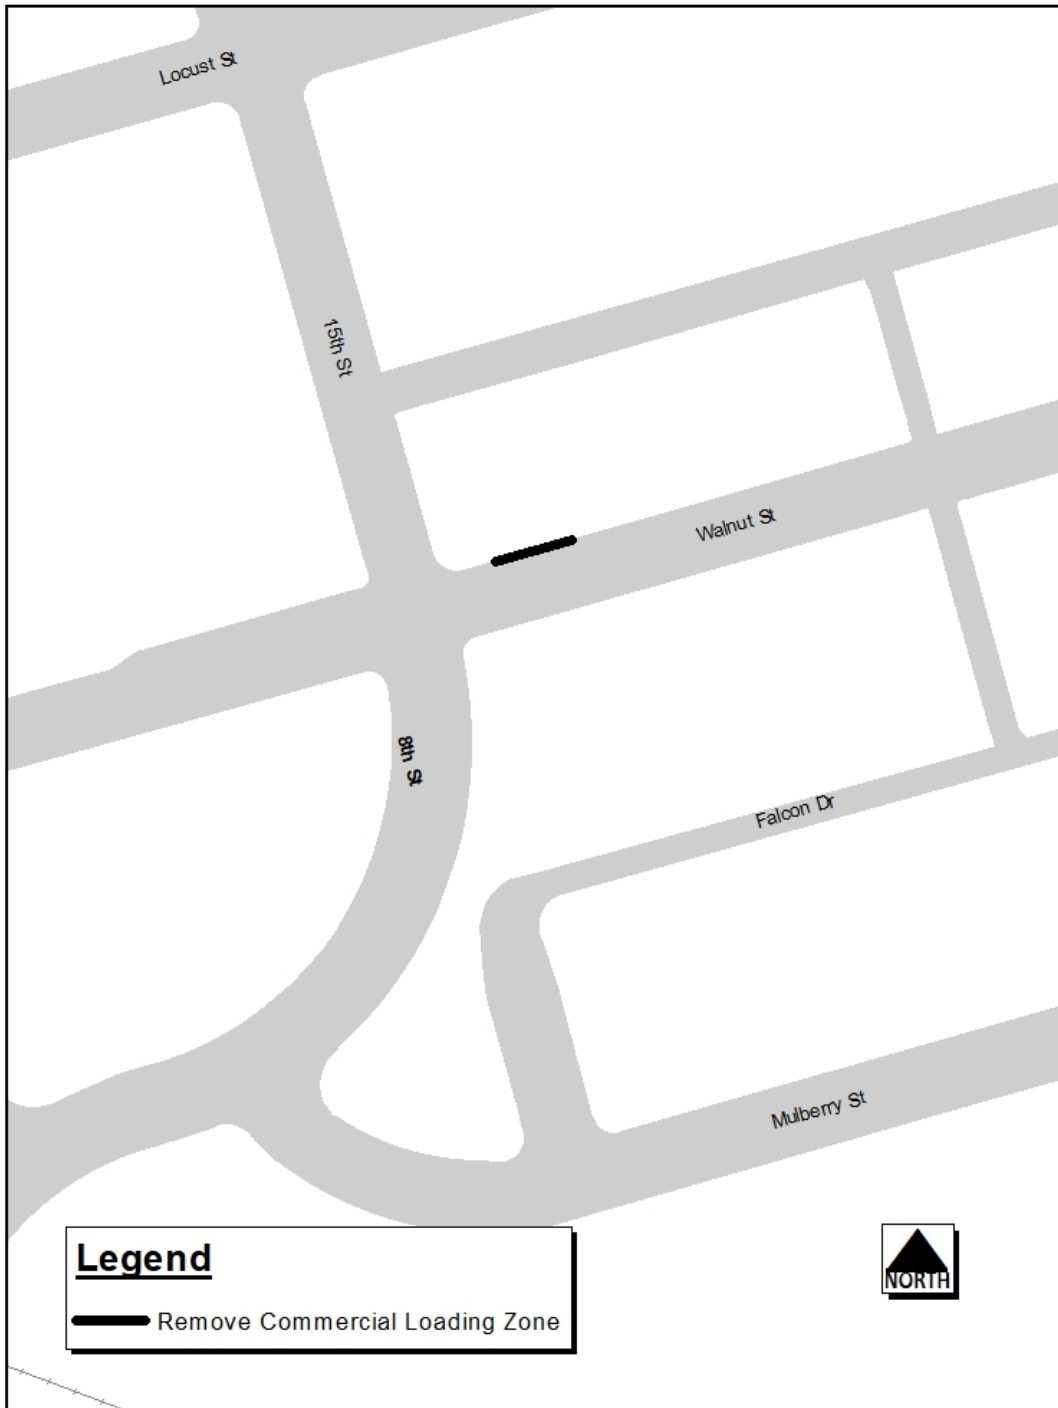 Locust St
15th St
Walnut St
8th St
Falcon Dr
Mulberry St
Legend
Remove Commercial Loading Zone
NORTH